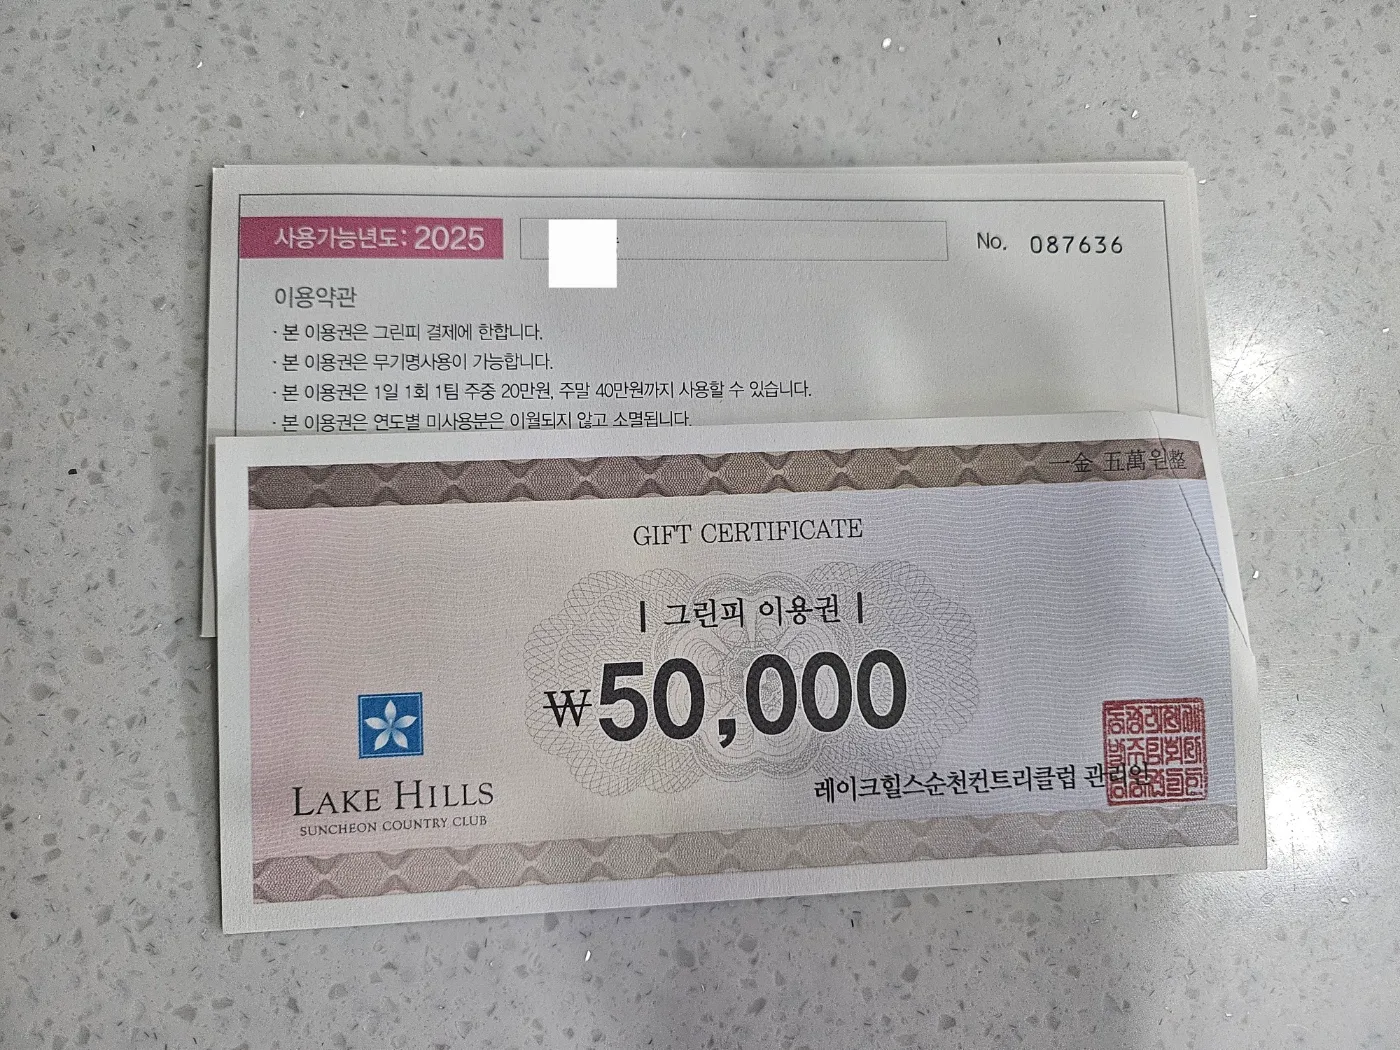 사용가능년도: 2025
No. 087636
이용약관
· 본 이용권은 그린피 결제에 한합니다.
· 본 이용권은 무기명사용이 가능합니다.
· 본 이용권은 1일 1회 1팀 주중 20만원, 주말 40만원까지 사용할 수 있습니다.
· 본 이용권은 연도별 미사용분은 이월되지 않고 소멸됩니다.
一金 五萬원整
GIFT CERTIFICATE
| 그린피 이용권 |
₩50,000
LAKE HILLS
SUNCHEON COUNTRY CLUB
레이크힐스순천컨트리클럽 관리인